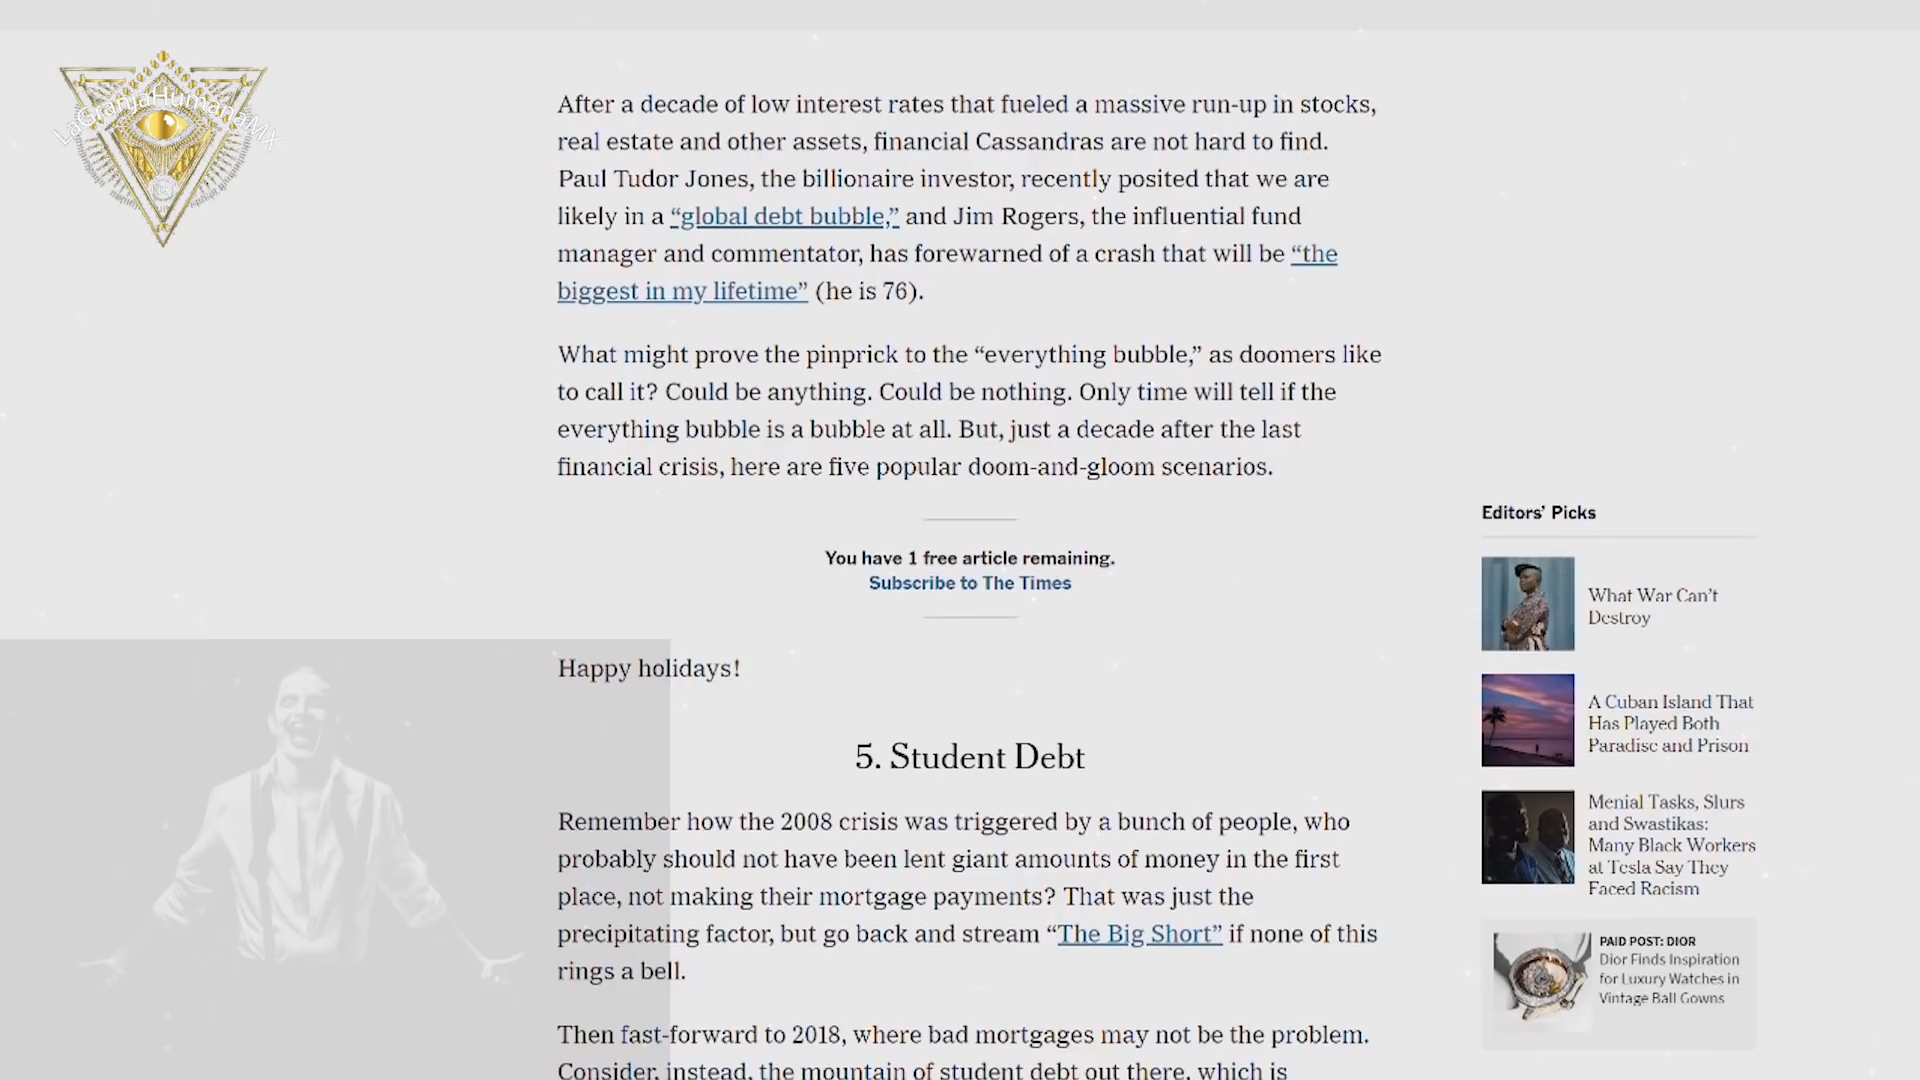 LaGranjaHumanaMX
After a decade of low interest rates that fueled a massive run-up in stocks,
real estate and other assets, financial Cassandras are not hard to find.
Paul Tudor Jones, the billionaire investor, recently posited that we are
likely in a “global debt bubble,” and Jim Rogers, the influential fund
manager and commentator, has forewarned of a crash that will be “the
biggest in my lifetime” (he is 76).
What might prove the pinprick to the “everything bubble,” as doomers like
to call it? Could be anything. Could be nothing. Only time will tell if the
everything bubble is a bubble at all. But, just a decade after the last
financial crisis, here are five popular doom-and-gloom scenarios.
You have 1 free article remaining.
Subscribe to The Times
Happy holidays!
5. Student Debt
Remember how the 2008 crisis was triggered by a bunch of people, who
probably should not have been lent giant amounts of money in the first
place, not making their mortgage payments? That was just the
precipitating factor, but go back and stream “The Big Short” if none of this
rings a bell.
Then fast-forward to 2018, where bad mortgages may not be the problem.
Consider, instead, the mountain of student debt out there, which is
Editors’ Picks
What War Can’t
Destroy
A Cuban Island That
Has Played Both
Paradise and Prison
Menial Tasks, Slurs
and Swastikas:
Many Black Workers
at Tesla Say They
Faced Racism
PAID POST: DIOR
Dior Finds Inspiration
for Luxury Watches in
Vintage Ball Gowns